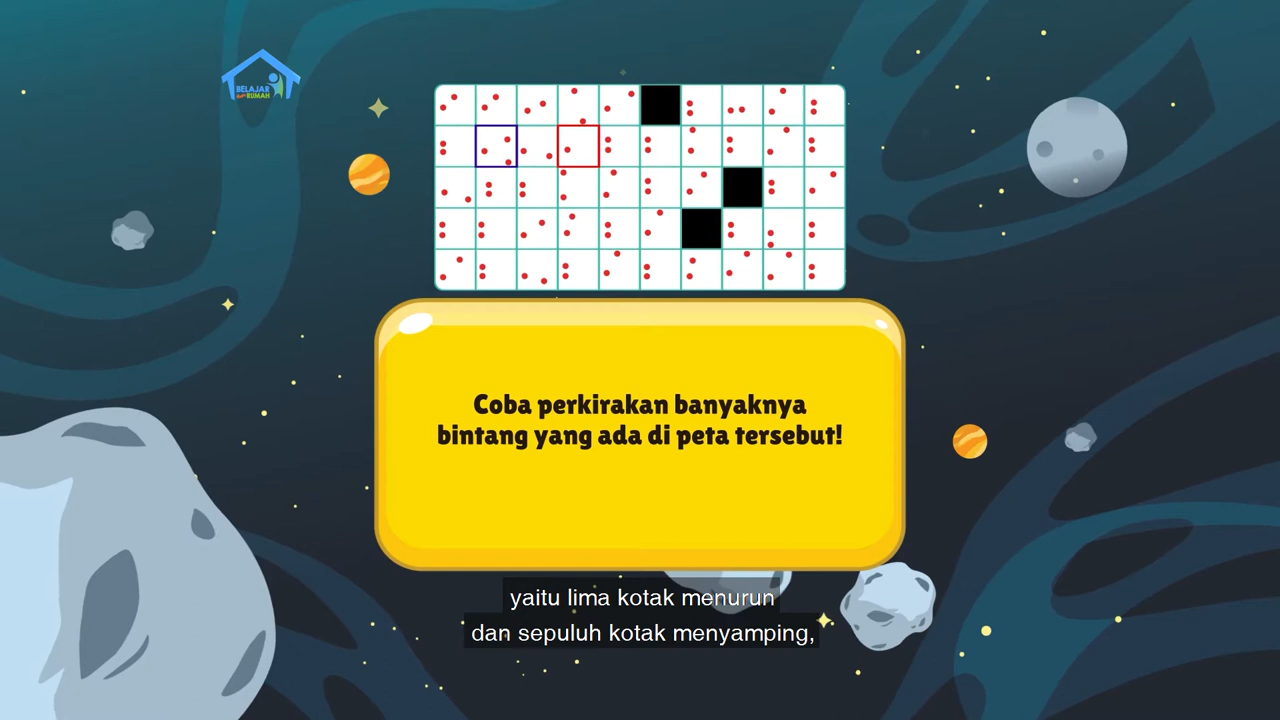 BELAJAR
dari RUMAH
Coba perkirakan banyaknya
bintang yang ada di peta tersebut!
yaitu lima kotak menurun
dan sepuluh kotak menyamping,